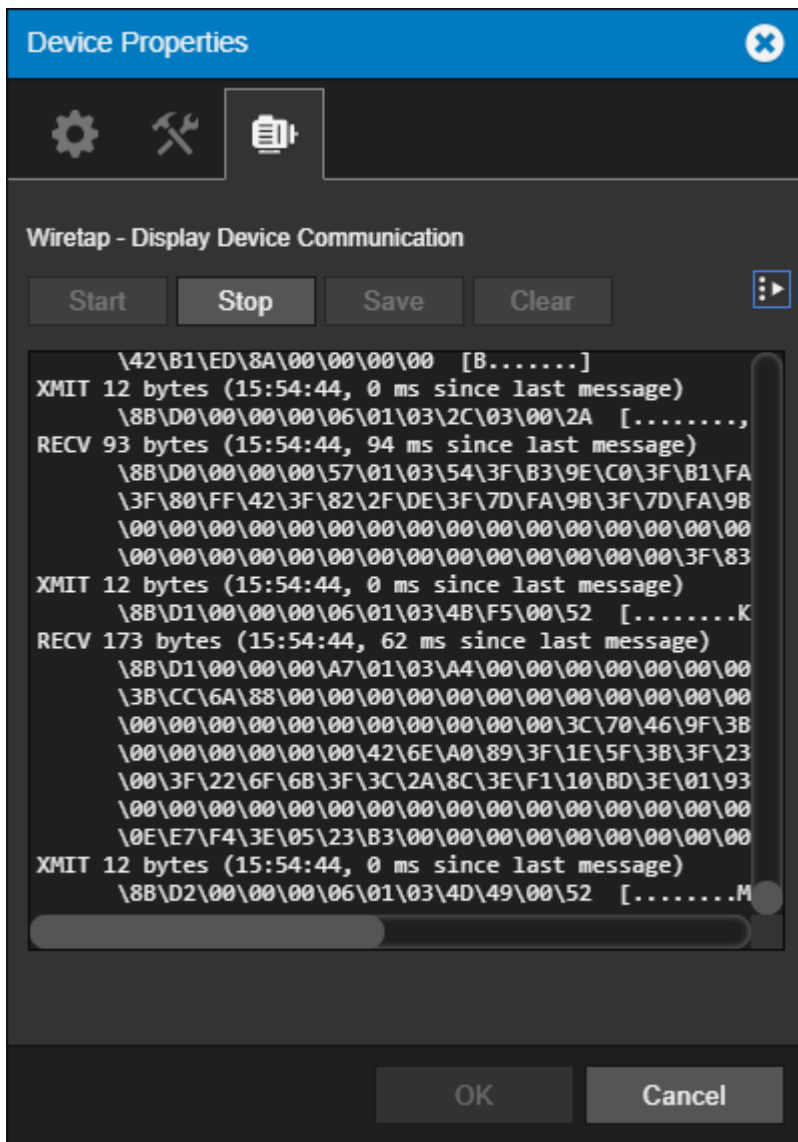 Device Properties
Wiretap - Display Device Communication
Start Stop Save Clear
\42\B1\ED\8A\00\00\00\00 [B.......]
XMIT 12 bytes (15:54:44, 0 ms since last message)
\8B\D0\00\00\00\06\01\03\2C\03\00\2A [........,
RECV 93 bytes (15:54:44, 94 ms since last message)
\8B\D0\00\00\00\57\01\03\54\3F\B3\9E\C0\3F\B1\FA
\3F\80\FF\42\3F\82\2F\DE\3F\7D\FA\9B\3F\7D\FA\9B
\00\00\00\00\00\00\00\00\00\00\00\00\00\00\00\00
\00\00\00\00\00\00\00\00\00\00\00\00\00\00\3F\83
XMIT 12 bytes (15:54:44, 0 ms since last message)
\8B\D1\00\00\00\06\01\03\4B\F5\00\52 [........K
RECV 173 bytes (15:54:44, 62 ms since last message)
\8B\D1\00\00\00\A7\01\03\A4\00\00\00\00\00\00\00
\3B\CC\6A\88\00\00\00\00\00\00\00\00\00\00\00\00
\00\00\00\00\00\00\00\00\00\00\00\3C\70\46\9F\3B
\00\00\00\00\00\00\42\6E\A0\89\3F\1E\5F\3B\3F\23
\00\3F\22\6F\6B\3F\3C\2A\8C\3E\F1\10\BD\3E\01\93
\00\00\00\00\00\00\00\00\00\00\00\00\00\00\00\00
\0E\E7\F4\3E\05\23\B3\00\00\00\00\00\00\00\00\00
XMIT 12 bytes (15:54:44, 0 ms since last message)
\8B\D2\00\00\00\06\01\03\4D\49\00\52 [........M
OK Cancel